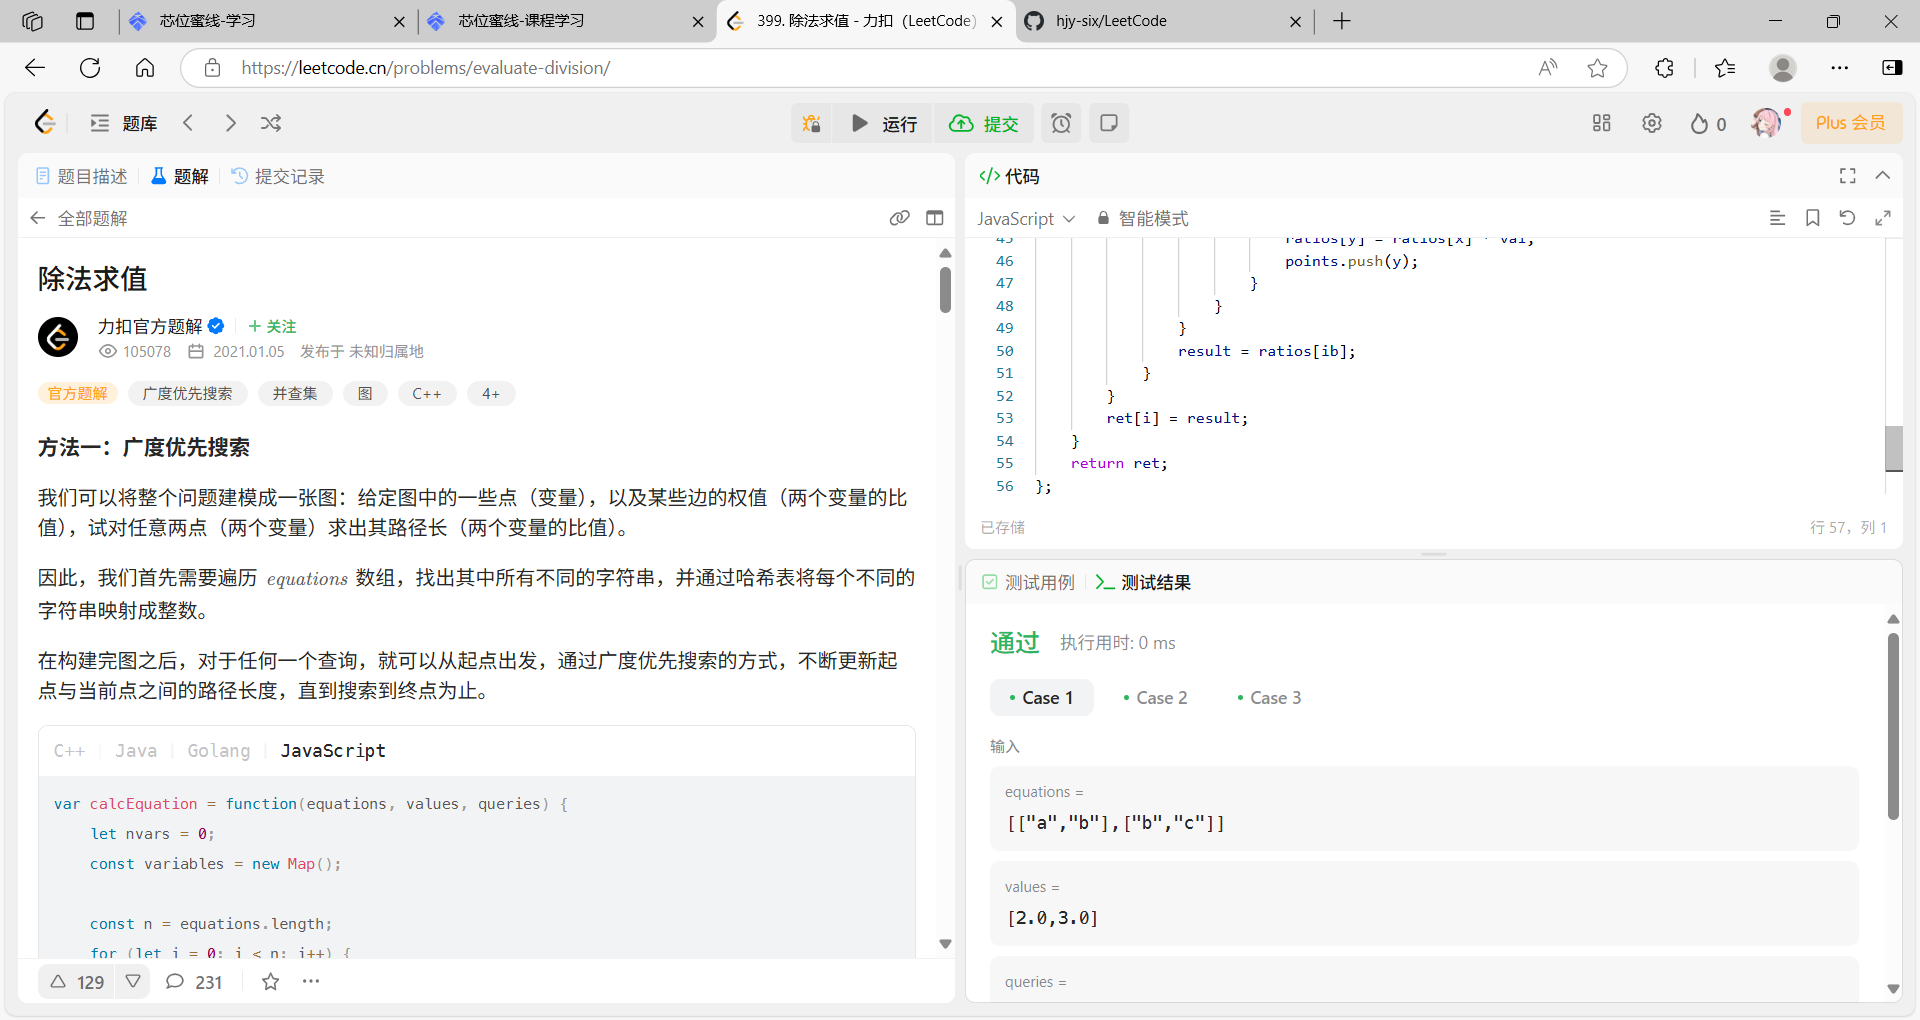 芯位蜜线-学习
芯位蜜线-课程学习
399. 除法求值 - 力扣（LeetCode）
hjy-six/LeetCode
https://leetcode.cn/problems/evaluate-division/
题库
运行
提交
0
Plus 会员
题目描述
题解
提交记录
全部题解
除法求值
力扣官方题解
+ 关注
105078
2021.01.05
发布于 未知归属地
官方题解
广度优先搜索
并查集
图
C++
4+
方法一：广度优先搜索
我们可以将整个问题建模成一张图：给定图中的一些点（变量），以及某些边的权值（两个变量的比
值），试对任意两点（两个变量）求出其路径长（两个变量的比值）。
因此，我们首先需要遍历 equations 数组，找出其中所有不同的字符串，并通过哈希表将每个不同的
字符串映射成整数。
在构建完图之后，对于任何一个查询，就可以从起点出发，通过广度优先搜索的方式，不断更新起
点与当前点之间的路径长度，直到搜索到终点为止。
C++
Java
Golang
JavaScript
var calcEquation = function(equations, values, queries) {
let nvars = 0;
const variables = new Map();
const n = equations.length;
for (let i = 0; i < n; i++) {
129
231
</> 代码
JavaScript
智能模式
45 ratios[y] = ratios[x] * val;
46 points.push(y);
47 }
48 }
49 }
50 result = ratios[ib];
51 }
52 }
53 ret[i] = result;
54 }
55 return ret;
56 };
已存储
行 57，列 1
测试用例
测试结果
通过
执行用时: 0 ms
Case 1
Case 2
Case 3
输入
equations =
[["a","b"],["b","c"]]
values =
[2.0,3.0]
queries =